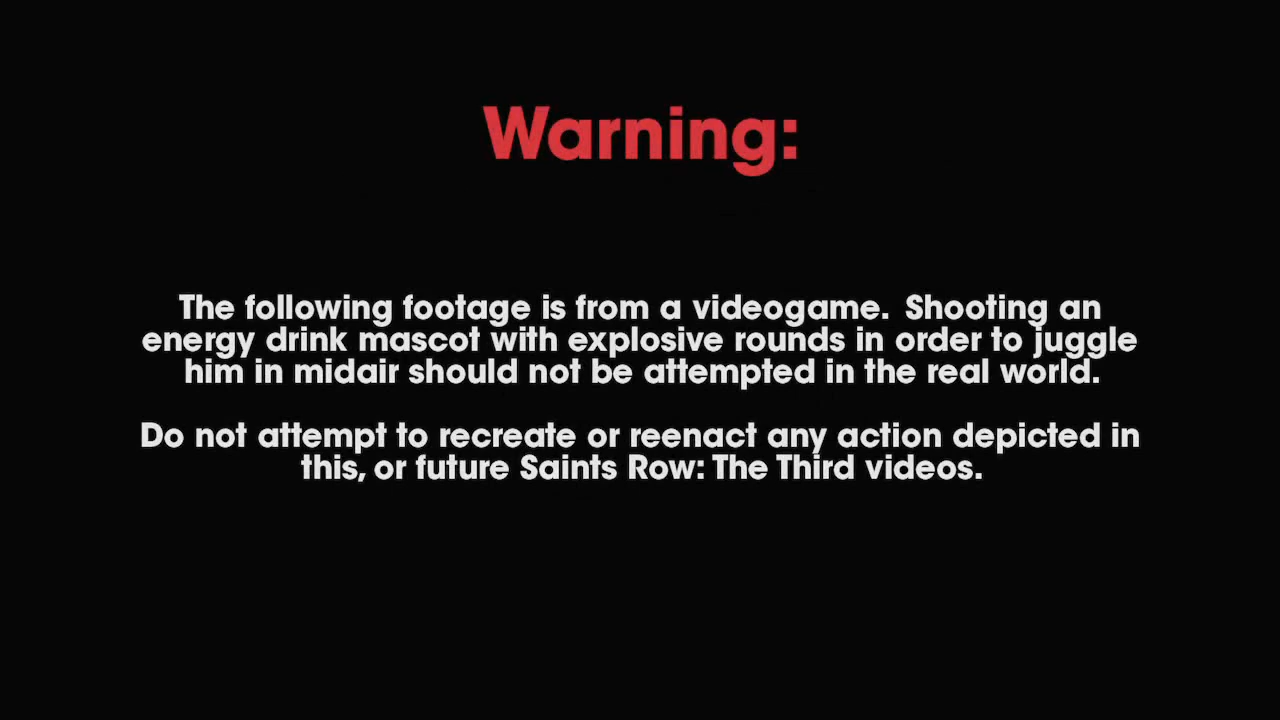 Warning:
The following footage is from a videogame.  Shooting an
energy drink mascot with explosive rounds in order to juggle
him in midair should not be attempted in the real world.
Do not attempt to recreate or reenact any action depicted in
this, or future Saints Row: The Third videos.